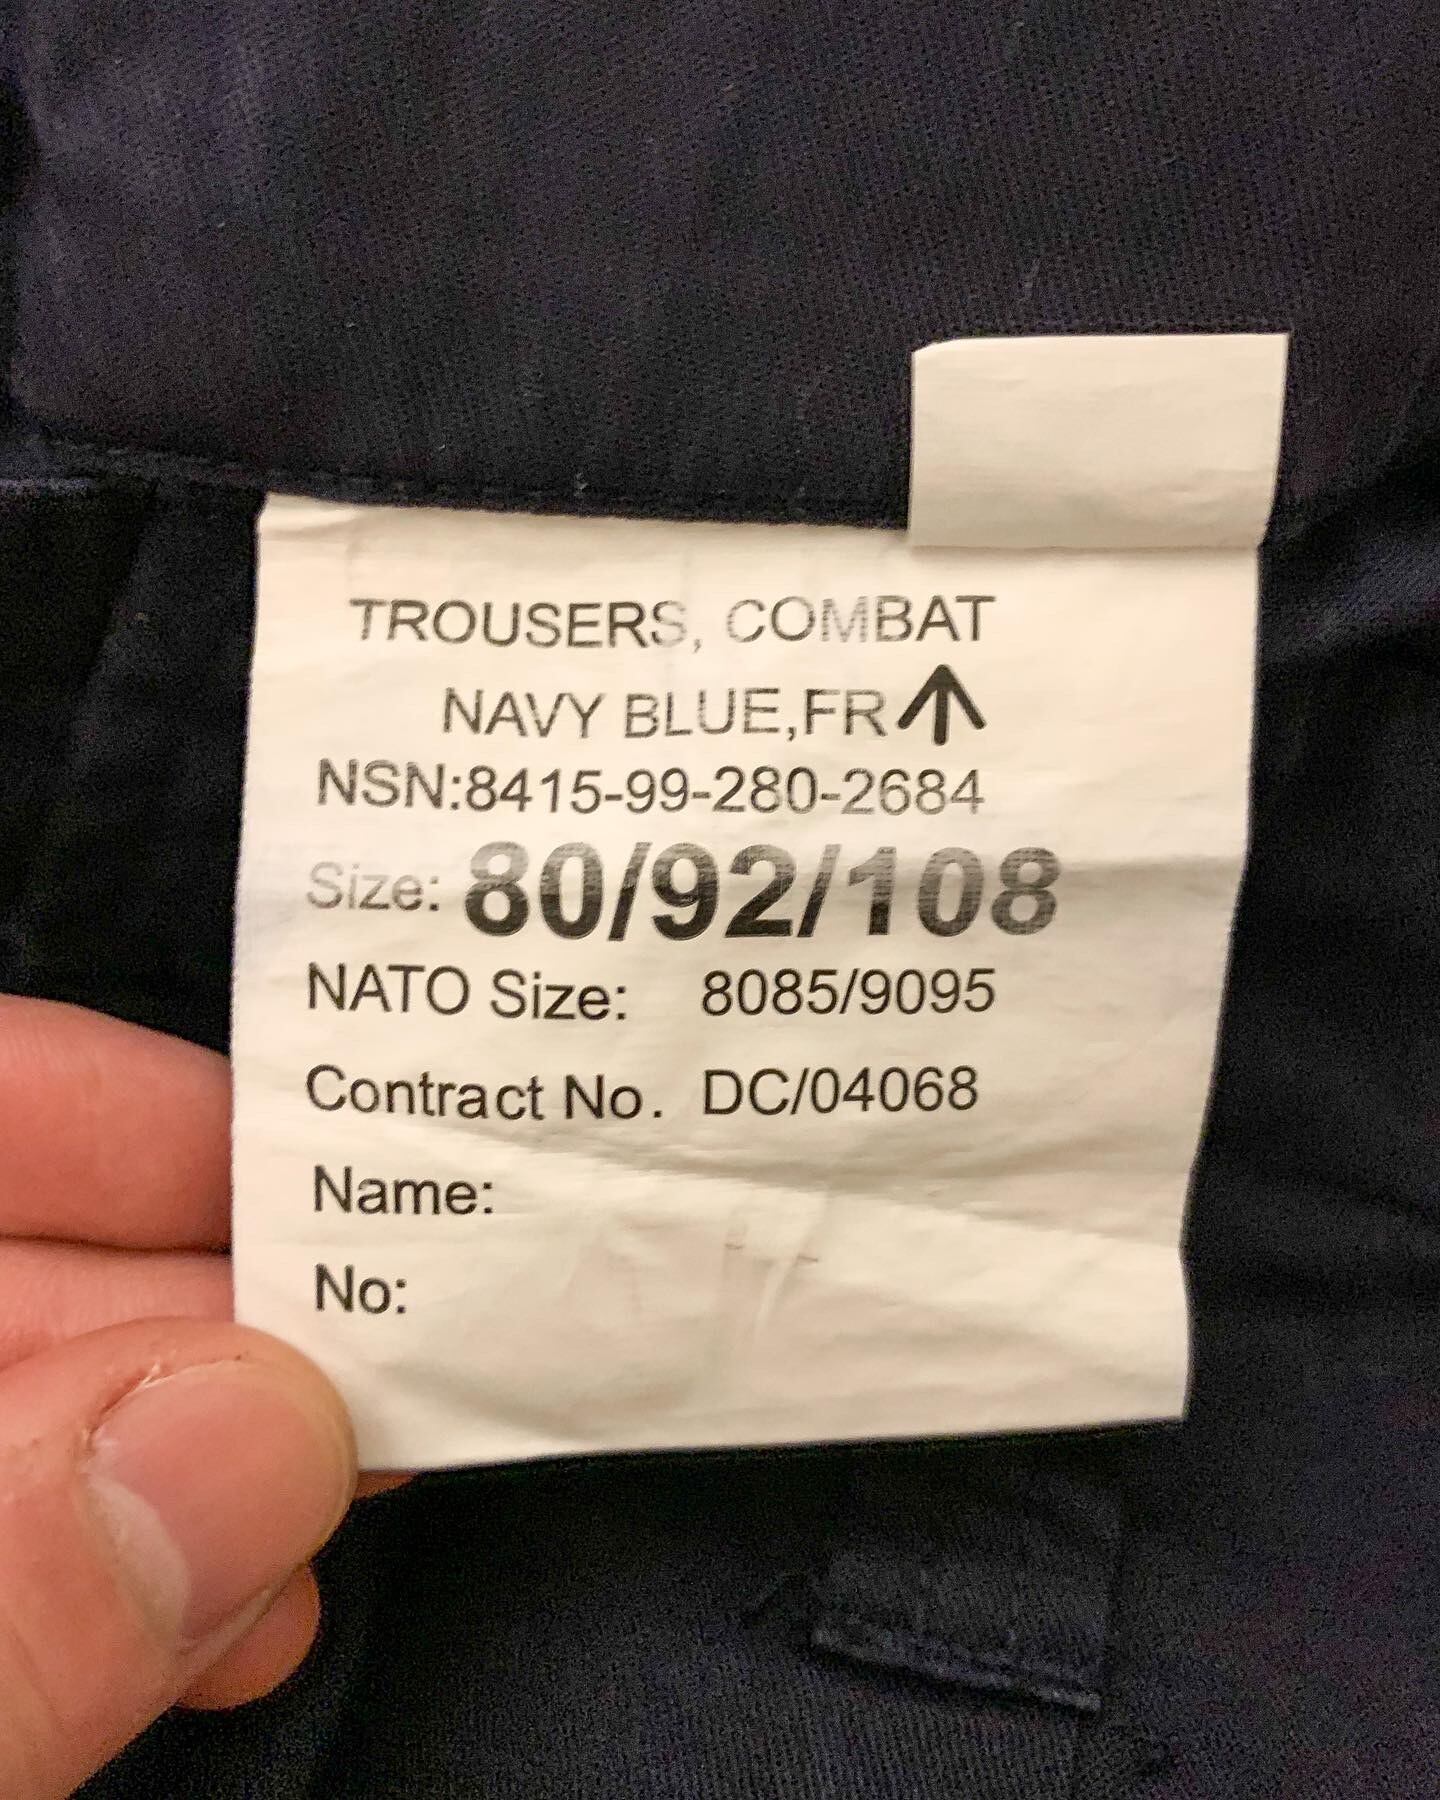 TROUSERS, COMBAT
NAVY BLUE,FR↑
NSN:8415-99-280-2684
Size: 80/92/108
NATO Size: 8085/9095
Contract No. DC/04068
Name:
No: